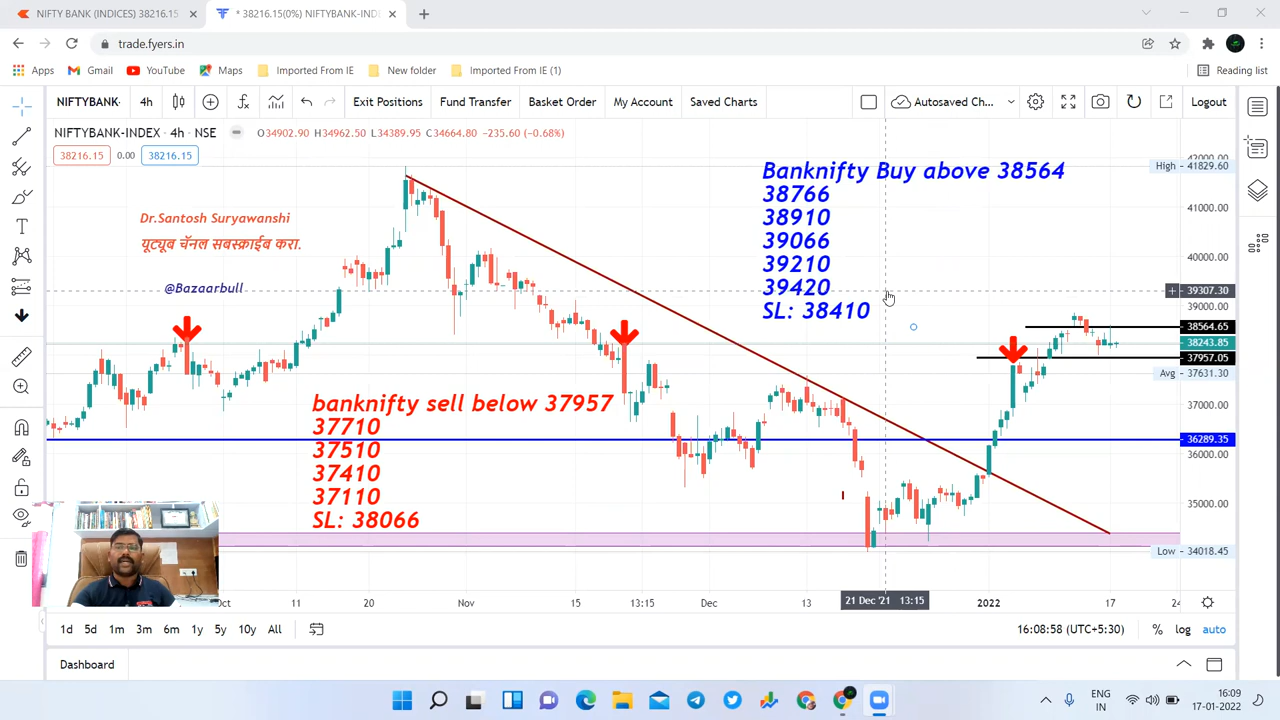 NIFTY BANK (INDICES) 38216.15
* 38216.15(0%) NIFTYBANK-INDE
trade.fyers.in
Apps
Gmail
YouTube
Maps
Imported From IE
New folder
Imported From IE (1)
Reading list
NIFTYBANK-
4h
Exit Positions
Fund Transfer
Basket Order
My Account
Saved Charts
Autosaved Ch...
Logout
NIFTYBANK-INDEX · 4h · NSE
O34902.90 H34962.50 L34389.95 C34664.80 -235.60 (-0.68%)
38216.15
0.00
38216.15
Banknifty Buy above 38564
38766
38910
39066
39210
39420
SL: 38410
Dr.Santosh Suryawanshi
यूट्यूब चॅनल सबस्क्राईब करा.
@Bazaarbull
banknifty sell below 37957
37710
37510
37410
37110
SL: 38066
42000.00
High
41829.60
41000.00
40000.00
39307.30
39000.00
38564.65
38243.85
37957.05
Avg
37631.30
37000.00
36289.35
36000.00
35000.00
Low
34018.45
Oct
11
20
Nov
15
13:15
Dec
13
21 Dec '21 13:15
2022
17
24
1d
5d
1m
3m
6m
1y
5y
10y
All
16:08:58 (UTC+5:30)
%
log
auto
Dashboard
ENG
IN
16:09
17-01-2022